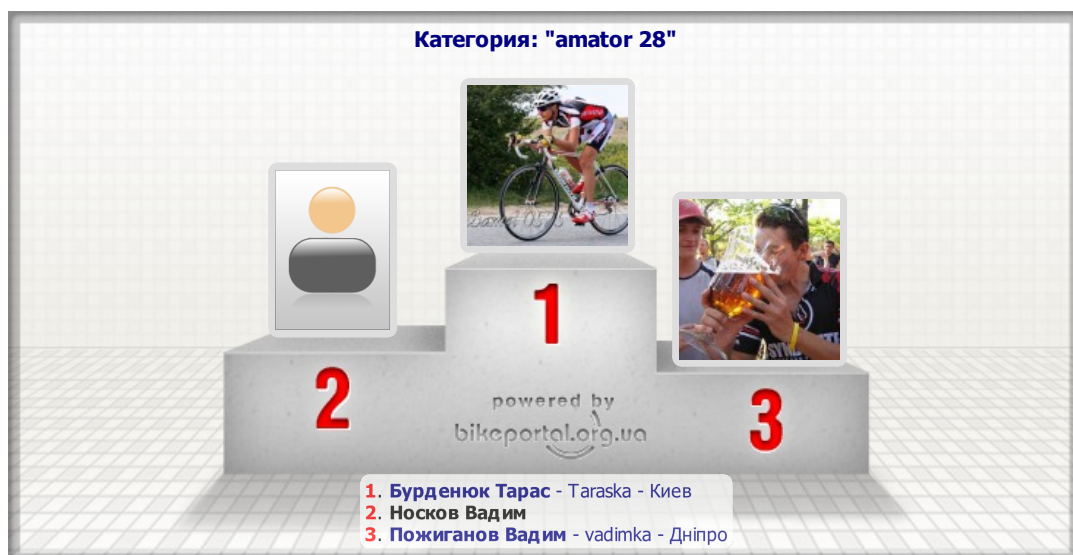 Категория: "amator 28"
1
2
3
powered by
bikeportal.org.ua
1. Бурденюк Тарас - Taraska - Киев
2. Носков Вадим
3. Пожиганов Вадим - vadimka - Дніпро